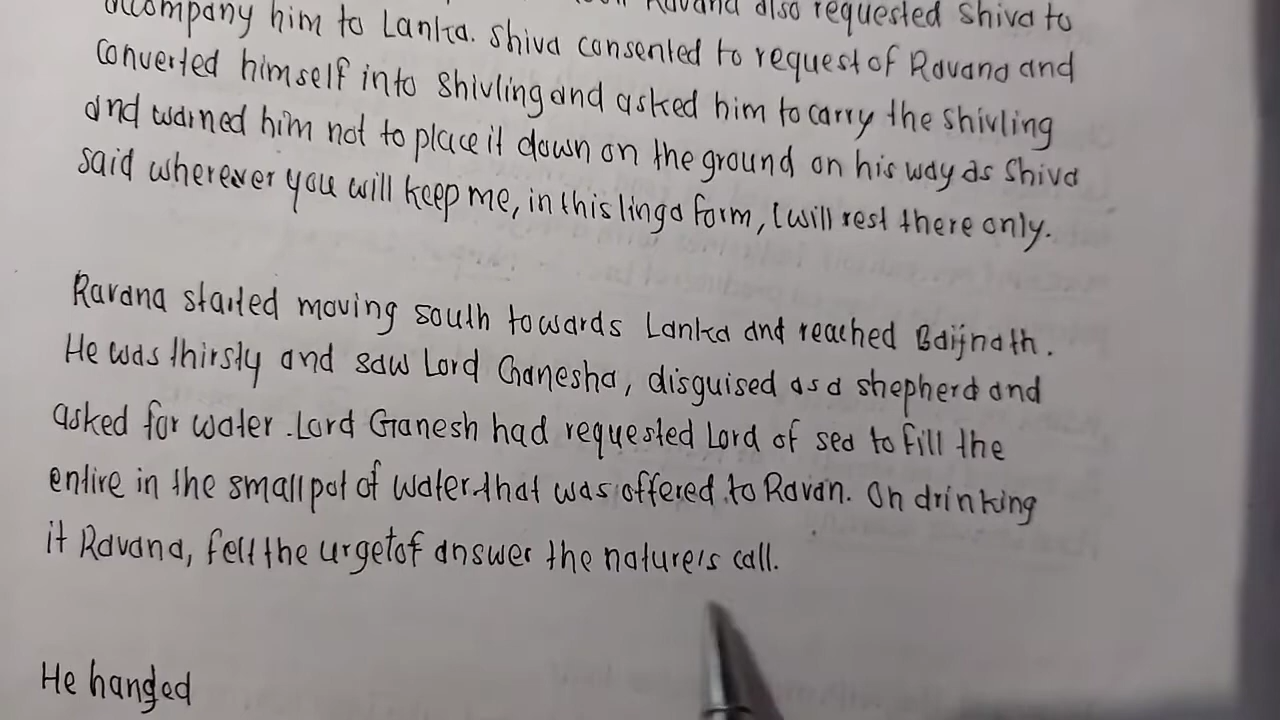 accompany him to Lanka. Shiva consented to request of Ravana and
converted himself into Shivling and asked him to carry the shivling
and warned him not to place it down on the ground on his way as Shiva
said wherever you will keep me, in this linga form, I will rest there only.
Ravana started moving south towards Lanka and reached Baijnath.
He was thirsty and saw Lord Ganesha, disguised as a shepherd and
asked for water. Lord Ganesh had requested Lord of sea to fill the
entire in the small pot of water that was offered to Ravan. On drinking
it Ravana, felt the urgetof answer the nature's call.
He hanged